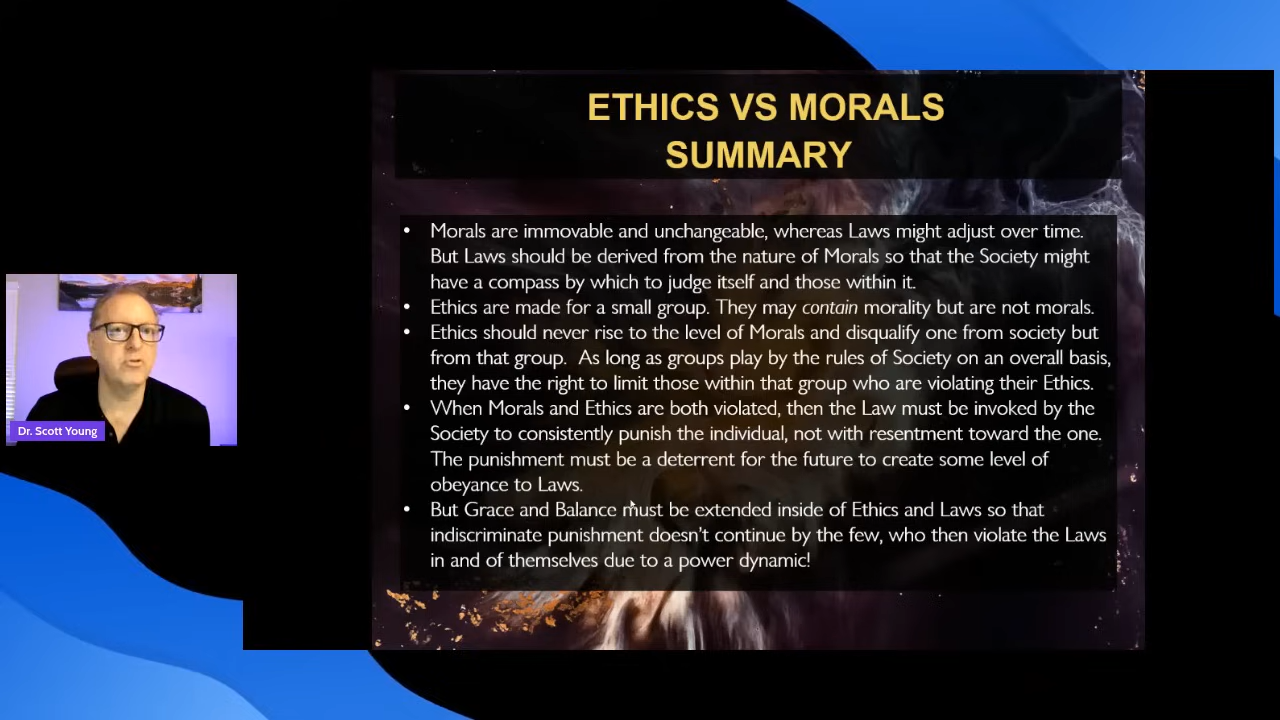 ETHICS VS MORALS
SUMMARY
• Morals are immovable and unchangeable, whereas Laws might adjust over time.
But Laws should be derived from the nature of Morals so that the Society might
have a compass by which to judge itself and those within it.
• Ethics are made for a small group. They may contain morality but are not morals.
• Ethics should never rise to the level of Morals and disqualify one from society but
from that group.  As long as groups play by the rules of Society on an overall basis,
they have the right to limit those within that group who are violating their Ethics.
• When Morals and Ethics are both violated, then the Law must be invoked by the
Society to consistently punish the individual, not with resentment toward the one.
The punishment must be a deterrent for the future to create some level of
obeyance to Laws.
• But Grace and Balance must be extended inside of Ethics and Laws so that
indiscriminate punishment doesn’t continue by the few, who then violate the Laws
in and of themselves due to a power dynamic!
Dr. Scott Young